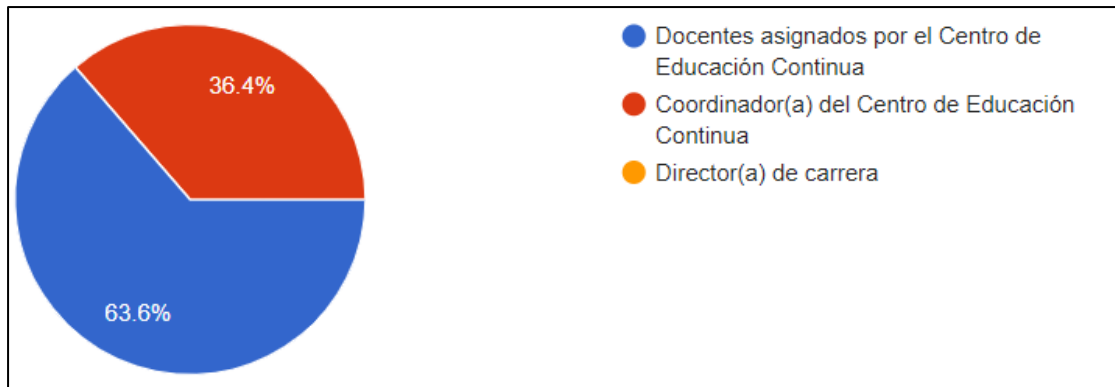 36.4%
63.6%
Docentes asignados por el Centro de
Educación Continua
Coordinador(a) del Centro de Educación
Continua
Director(a) de carrera